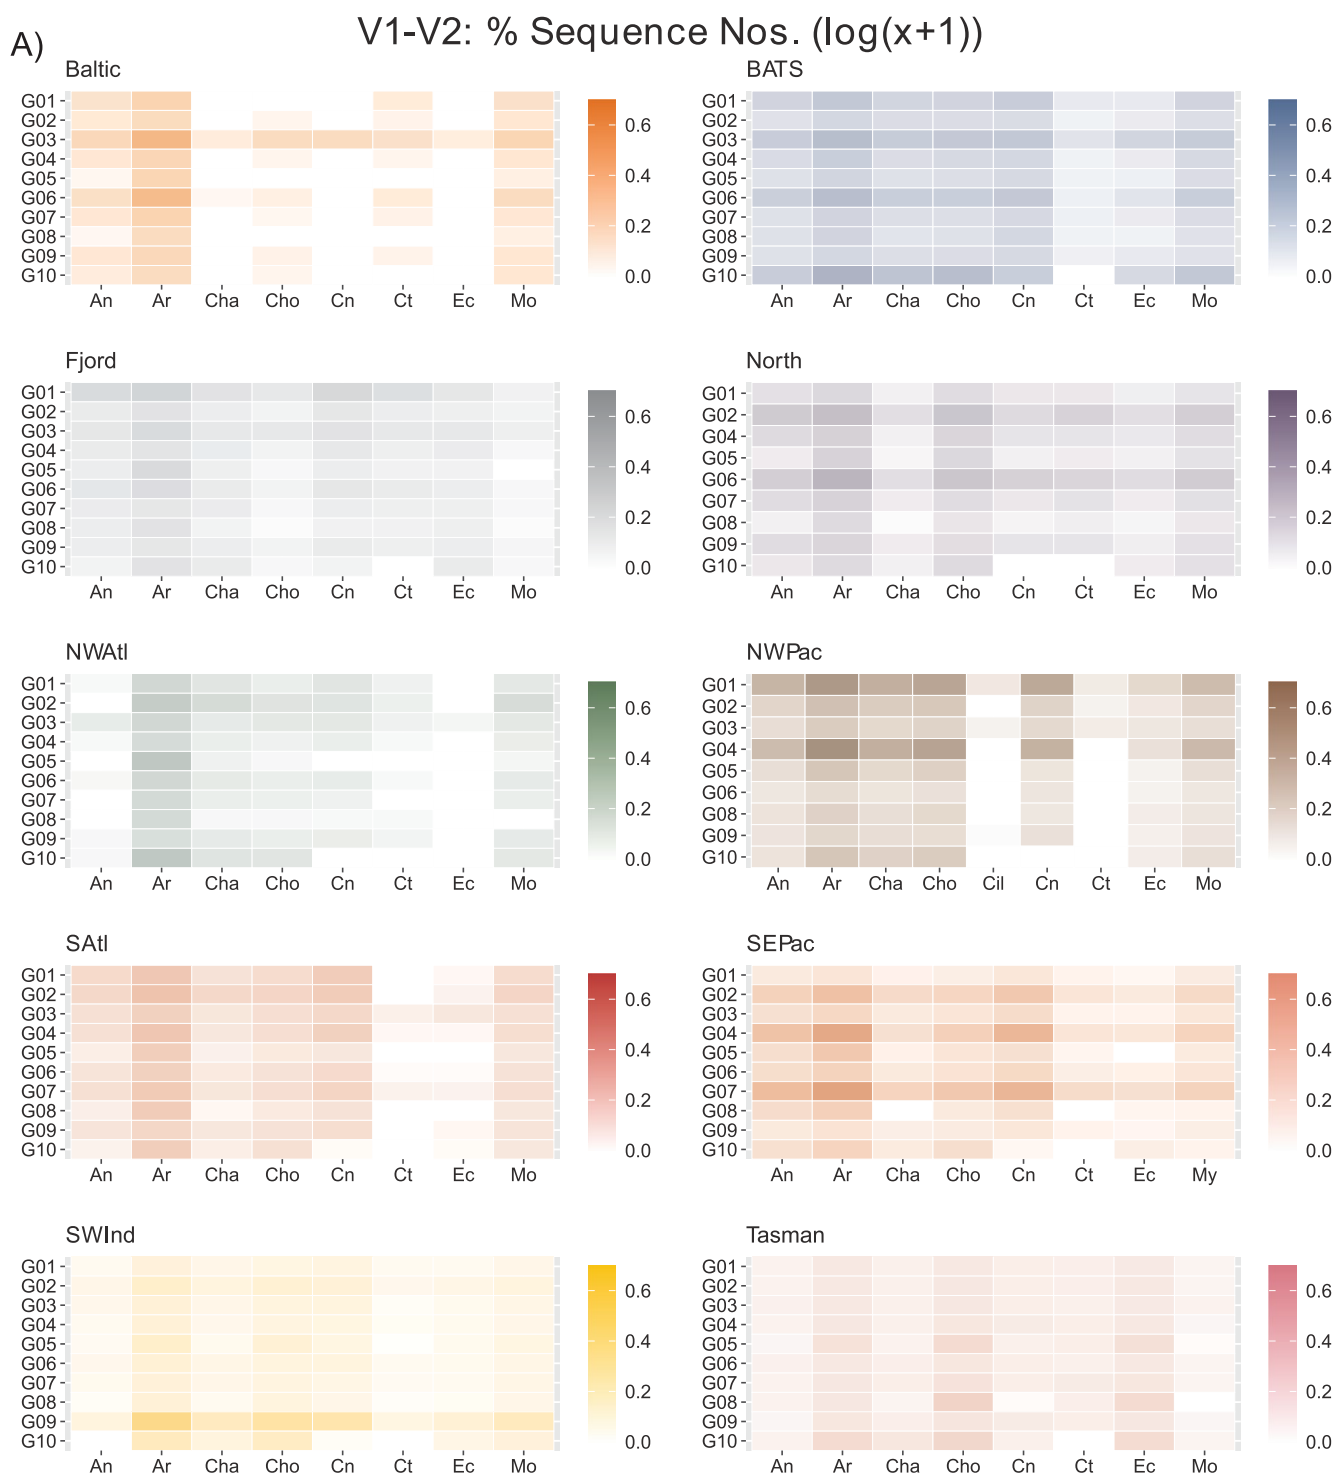 V1-V2: % Sequence Nos. (log(x+1))
A)
Baltic
G01
G02
G03
G04
G05
G06
G07
G08
G09
G10
An Ar Cha Cho Cn Ct Ec Mo
0.6
0.4
0.2
0.0
BATS
G01
G02
G03
G04
G05
G06
G07
G08
G09
G10
An Ar Cha Cho Cn Ct Ec Mo
0.6
0.4
0.2
0.0
Fjord
G01
G02
G03
G04
G05
G06
G07
G08
G09
G10
An Ar Cha Cho Cn Ct Ec Mo
0.6
0.4
0.2
0.0
North
G01
G02
G04
G05
G06
G07
G08
G09
G10
An Ar Cha Cho Cn Ct Ec Mo
0.6
0.4
0.2
0.0
NWAtl
G01
G02
G03
G04
G05
G06
G07
G08
G09
G10
An Ar Cha Cho Cn Ct Ec Mo
0.6
0.4
0.2
0.0
NWPac
G01
G02
G03
G04
G05
G06
G08
G09
G10
An Ar Cha Cho Cil Cn Ct Ec Mo
0.6
0.4
0.2
0.0
SAtl
G01
G02
G03
G04
G05
G06
G07
G08
G09
G10
An Ar Cha Cho Cn Ct Ec Mo
0.6
0.4
0.2
0.0
SEPac
G01
G02
G03
G04
G05
G06
G07
G08
G09
G10
An Ar Cha Cho Cn Ct Ec My
0.6
0.4
0.2
0.0
SWInd
G01
G02
G03
G04
G05
G06
G07
G08
G09
G10
An Ar Cha Cho Cn Ct Ec Mo
0.6
0.4
0.2
0.0
Tasman
G01
G02
G03
G04
G05
G06
G07
G08
G09
G10
An Ar Cha Cho Cn Ct Ec Mo
0.6
0.4
0.2
0.0